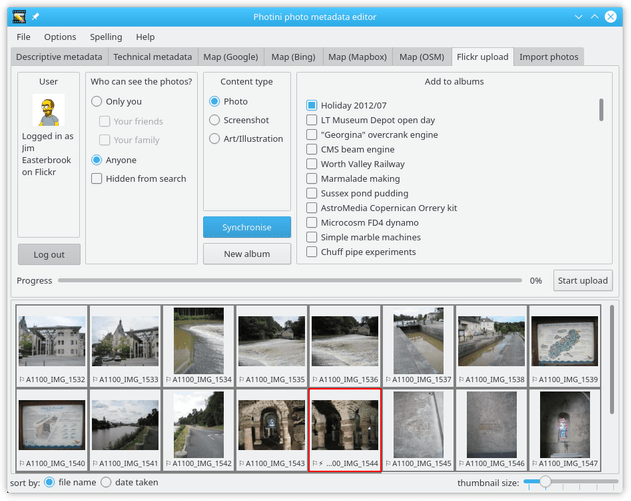 Photini photo metadata editor
File Options Spelling Help
Descriptive metadata Technical metadata Map (Google) Map (Bing) Map (Mapbox) Map (OSM) Flickr upload Import photos
User
Logged in as
Jim
Easterbrook
on Flickr
Log out
Who can see the photos?
Only you
Your friends
Your family
Anyone
Hidden from search
Content type
Photo
Screenshot
Art/Illustration
Synchronise
New album
Add to albums
Holiday 2012/07
LT Museum Depot open day
"Georgina" overcrank engine
CMS beam engine
Worth Valley Railway
Marmalade making
Sussex pond pudding
AstroMedia Copernican Orrery kit
Microcosm FD4 dynamo
Simple marble machines
Chuff pipe experiments
Progress 0% Start upload
A1100_IMG_1532 A1100_IMG_1533 A1100_IMG_1534 A1100_IMG_1535 A1100_IMG_1536 A1100_IMG_1537 A1100_IMG_1538 A1100_IMG_1539
A1100_IMG_1540 A1100_IMG_1541 A1100_IMG_1542 A1100_IMG_1543 ...00_IMG_1544 A1100_IMG_1545 A1100_IMG_1546 A1100_IMG_1547
sort by: file name date taken thumbnail size: